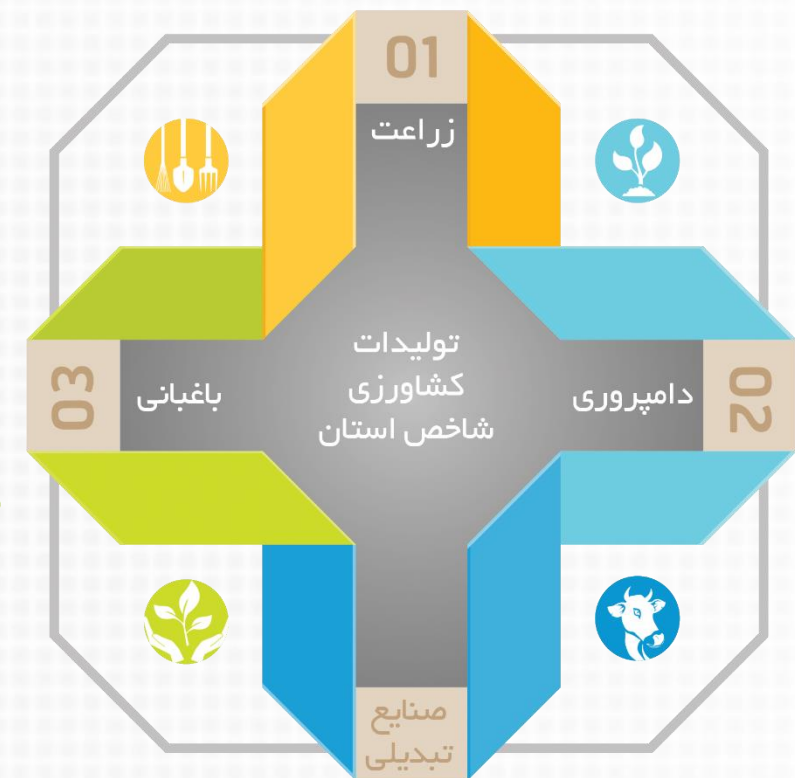 01
زراعت
تولیدات
کشاورزی
شاخص استان
دامپروری
02
باغبانی
03
صنایع
تبدیلی